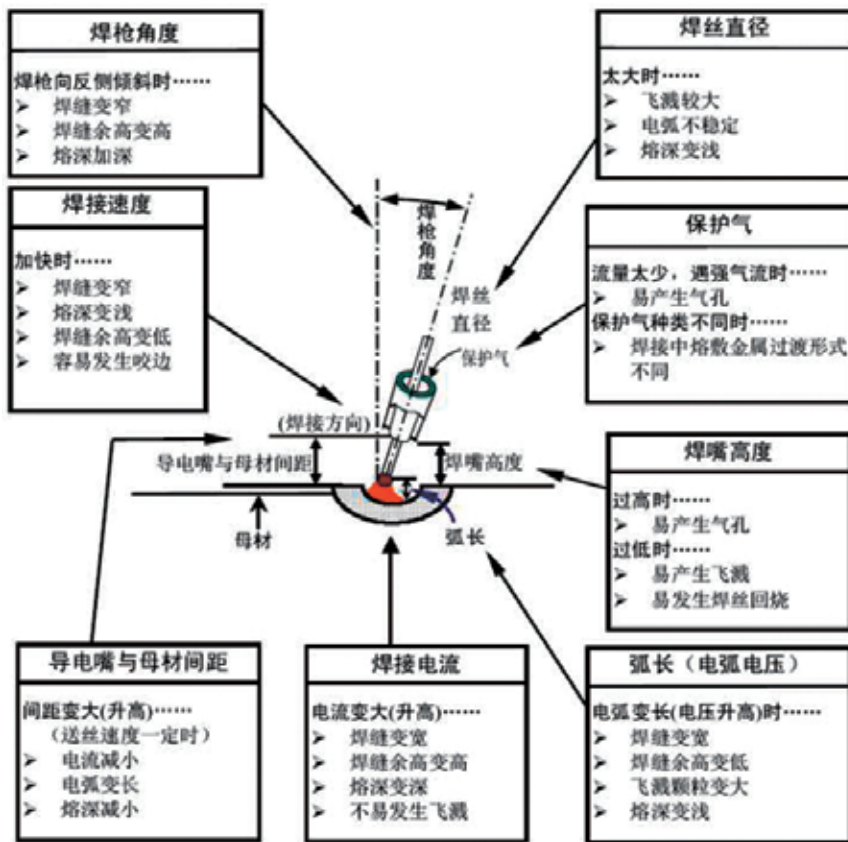 焊枪角度
焊枪向反侧倾斜时……
➢ 焊缝变窄
➢ 焊缝余高变高
➢ 熔深加深
焊丝直径
太大时……
➢ 飞溅较大
➢ 电弧不稳定
➢ 熔深变浅
焊接速度
加快时……
➢ 焊缝变窄
➢ 熔深变浅
➢ 焊缝余高变低
➢ 容易发生咬边
保护气
流量太少，遇强气流时……
➢ 易产生气孔
保护气种类不同时……
➢ 焊接中熔敷金属过渡形式
不同
焊枪角度
焊丝
直径
保护气
(焊接方向)
导电嘴与母材间距
焊嘴高度
母材
弧长
焊嘴高度
过高时……
➢ 易产生气孔
过低时……
➢ 易产生飞溅
➢ 易发生焊丝回烧
导电嘴与母材间距
间距变大(升高)……
（送丝速度一定时）
➢ 电流减小
➢ 电弧变长
➢ 熔深减小
焊接电流
电流变大(升高)……
➢ 焊缝变宽
➢ 焊缝余高变高
➢ 熔深变深
➢ 不易发生飞溅
弧长（电弧电压）
电弧变长(电压升高)时……
➢ 焊缝变宽
➢ 焊缝余高变低
➢ 飞溅颗粒变大
➢ 熔深变浅